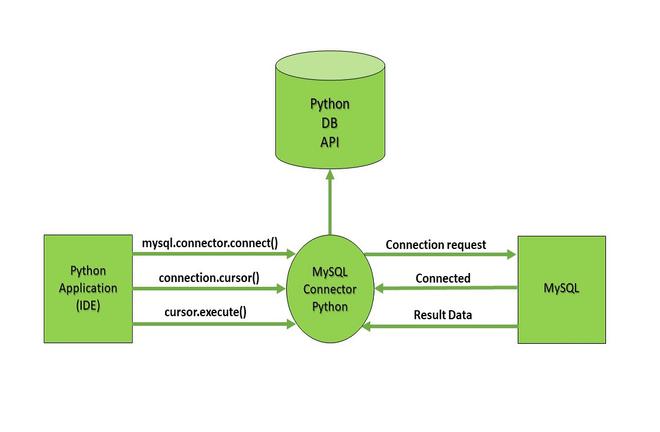 Python
DB
API
mysql.connector.connect()
connection.cursor()
cursor.execute()
Python
Application
(IDE)
MySQL
Connector
Python
Connection request
Connected
Result Data
MySQL